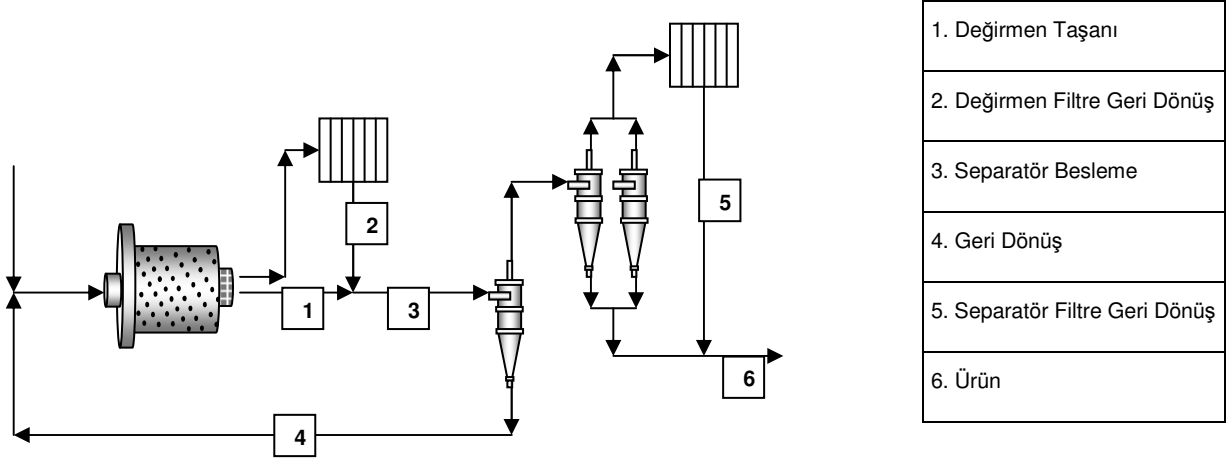 2
5
1
3
6
4
1. Değirmen Taşanı
2. Değirmen Filtre Geri Dönüş
3. Separatör Besleme
4. Geri Dönüş
5. Separatör Filtre Geri Dönüş
6. Ürün